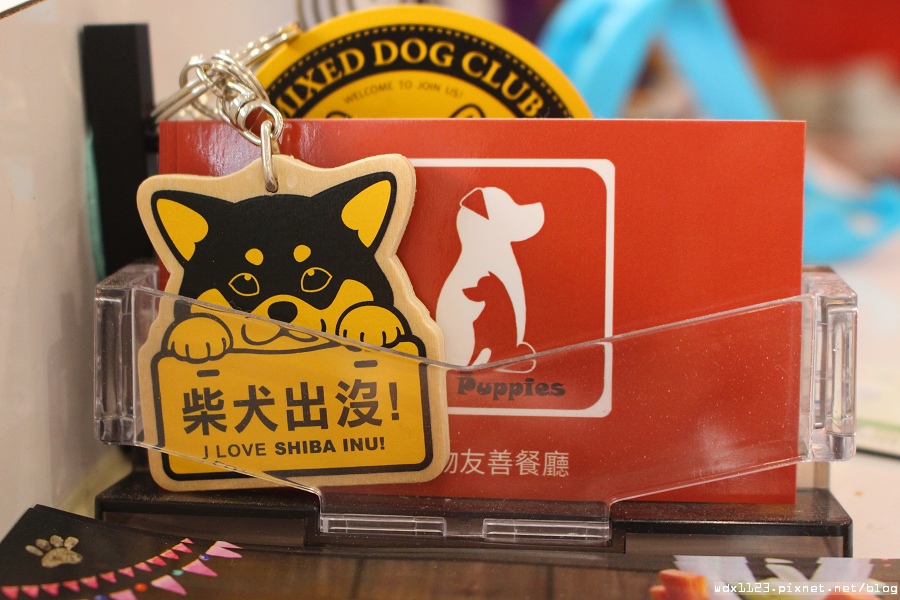 MIXED DOG CLUB
WELCOME TO JOIN US!
Puppies
柴犬出沒!
I LOVE SHIBA INU!
物友善餐廳
wdx1123.pixnet.net/blog